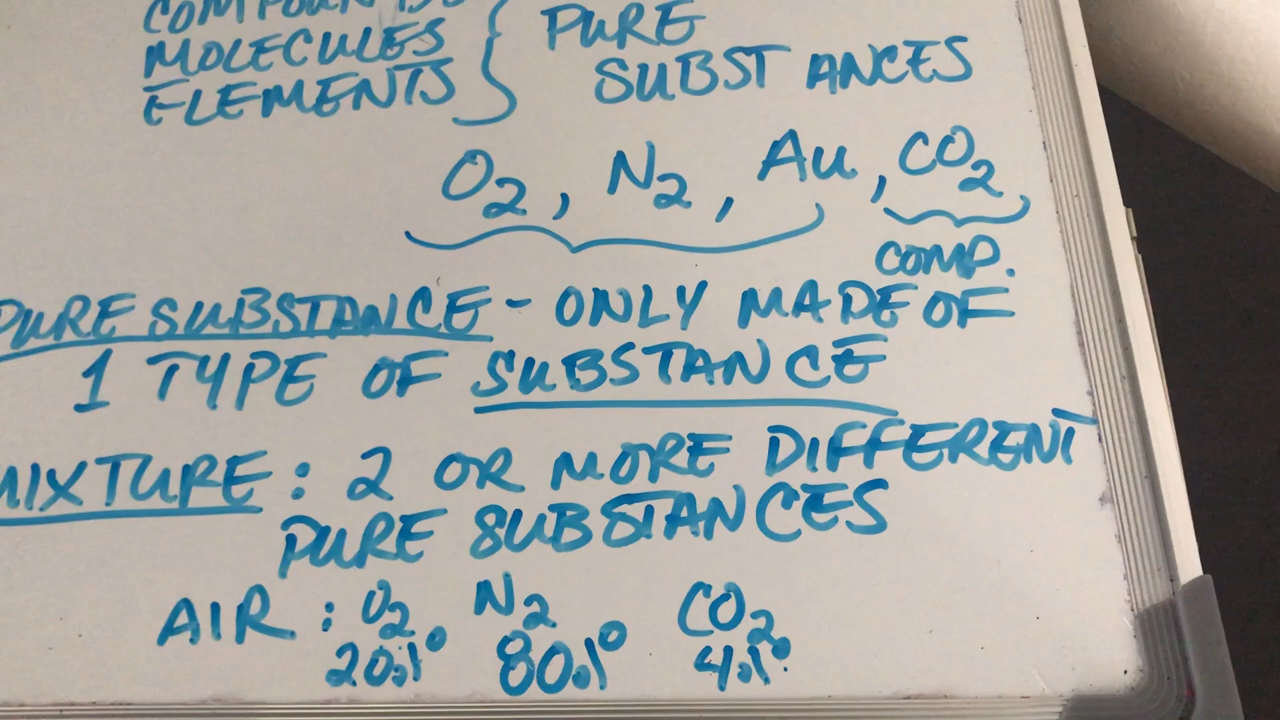 COMPOUNDS
MOLECULES
ELEMENTS
} PURE
SUBSTANCES
O₂, N₂, Au, CO₂
COMP.
PURE SUBSTANCE - ONLY MADE OF
1 TYPE OF SUBSTANCE
MIXTURE : 2 OR MORE DIFFERENT
PURE SUBSTANCES
AIR : O₂ N₂ CO₂
20% 80% 4%